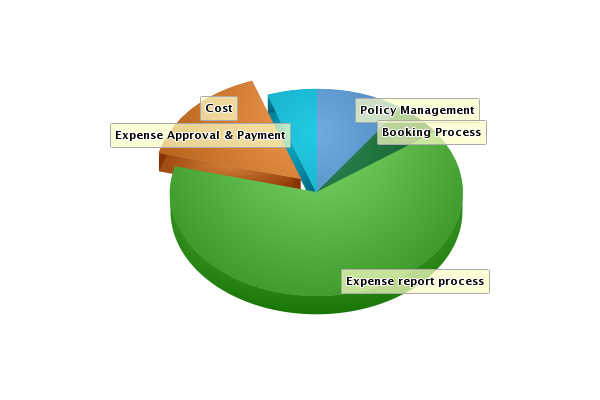 Cost
Policy Management
Booking Process
Expense Approval & Payment
Expense report process